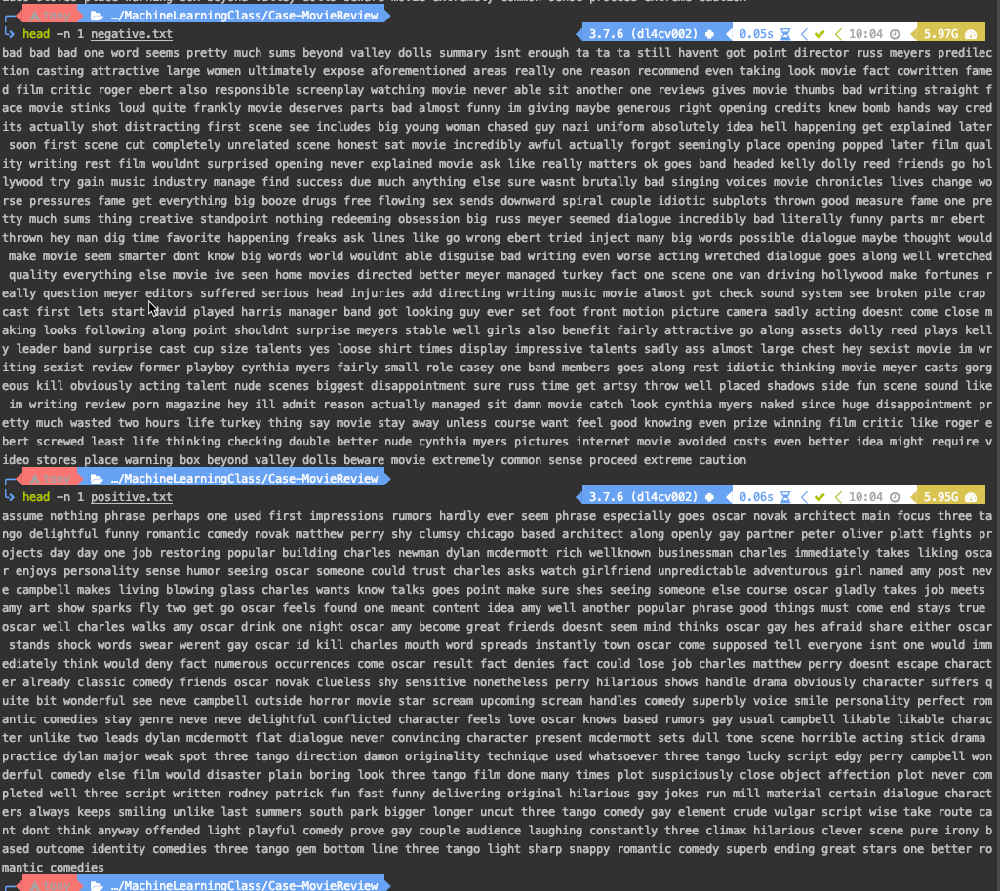 tony …/MachineLearningClass/Case-MovieReview
head -n 1 negative.txt 3.7.6 (dl4cv002) 0.05s 10:04 5.97G
bad bad bad bad one word seems pretty much sums beyond valley dolls summary isnt enough ta ta ta still havent got point director russ meyers predilec
tion casting attractive large women ultimately expose aforementioned areas really one reason recommend even taking look movie fact cowritten fame
d film critic roger ebert also responsible screenplay watching movie never able sit another one reviews gives movie thumbs bad writing straight f
ace movie stinks loud quite frankly movie deserves parts bad almost funny im giving maybe generous right opening credits knew bomb hands way cred
its actually shot distracting first scene see includes big young woman chased guy nazi uniform absolutely idea hell happening get explained later
soon first scene cut completely unrelated scene honest sat movie incredibly awful actually forgot seemingly place opening popped later film qual
ity writing rest film wouldnt surprised opening never explained movie ask like really matters ok goes band headed kelly dolly reed friends go hol
lywood try gain music industry manage find success due much anything else sure wasnt brutally bad singing voices movie chronicles lives change wo
rse pressures fame get everything big booze drugs free flowing sex sends downward spiral couple idiotic subplots thrown good measure fame one pre
tty much sums thing creative standpoint nothing redeeming obsession big russ meyer seemed dialogue incredibly bad literally funny parts mr ebert
thrown hey man dig time favorite happening freaks ask lines like go wrong ebert tried inject many big words possible dialogue maybe thought would
make movie seem smarter dont know big words world wouldnt able disguise bad writing even worse acting wretched dialogue goes along well wretched
quality everything else movie ive seen home movies directed better meyer managed turkey fact one scene one van driving hollywood make fortunes r
eally question meyer editors suffered serious head injuries add directing writing music movie almost got check sound system see broken pile crap
cast first lets start david played harris manager band got looking guy ever set foot front motion picture camera sadly acting doesnt come close m
aking looks following along point shouldnt surprise meyers stable well girls also benefit fairly attractive go along assets dolly reed plays kell
y leader band surprise cast cup size talents yes loose shirt times display impressive talents sadly ass almost large chest hey sexist movie im wr
iting sexist review former playboy cynthia myers fairly small role casey one band members goes along rest idiotic thinking movie meyer casts gorg
eous kill obviously acting talent nude scenes biggest disappointment sure russ time get artsy throw well placed shadows side fun scene sound like
im writing review porn magazine hey ill admit reason actually managed sit damn movie catch look cynthia myers naked since huge disappointment pr
etty much wasted two hours life turkey thing say movie stay away unless course want feel good knowing even prize winning film critic like roger e
bert screwed least life thinking checking double better nude cynthia myers pictures internet movie avoided costs even better idea might require v
ideo stores place warning box beyond valley dolls beware movie extremely common sense proceed extreme caution
tony …/MachineLearningClass/Case-MovieReview
head -n 1 positive.txt 3.7.6 (dl4cv002) 0.06s 10:04 5.95G
assume nothing phrase perhaps one used first impressions rumors hardly ever seem phrase especially goes oscar novak architect main focus three ta
ngo delightful funny romantic comedy novak matthew perry shy clumsy chicago based architect along openly gay partner peter oliver platt fights pr
ojects day day one job restoring popular building charles newman dylan mcdermott rich wellknown businessman charles immediately takes liking osca
r enjoys personality sense humor seeing oscar someone could trust charles asks watch girlfriend unpredictable adventurous girl named amy post nev
e campbell makes living blowing glass charles wants know talks goes point make sure shes seeing someone else course oscar gladly takes job meets
amy art show sparks fly two get go oscar feels found one meant content idea amy well another popular phrase good things must come end stays true
oscar well charles walks amy oscar drink one night oscar amy become great friends doesnt seem mind thinks oscar gay hes afraid share either oscar
stands shock words swear werent gay oscar id kill charles mouth word spreads instantly town oscar come supposed tell everyone isnt one would imm
ediately think would deny fact numerous occurrences come oscar result fact denies fact could lose job charles matthew perry doesnt escape charact
er already classic comedy friends oscar novak clueless shy sensitive nonetheless perry hilarious shows handle drama obviously character suffers q
uite bit wonderful see neve campbell outside horror movie star scream upcoming scream handles comedy superbly voice smile personality perfect rom
antic comedies stay genre neve neve delightful conflicted character feels love oscar knows based rumors gay usual campbell likable likable charac
ter unlike two leads dylan mcdermott flat dialogue never convincing character present mcdermott sets dull tone scene horrible acting stick drama
practice dylan major weak spot three tango direction damon originality technique used whatsoever three tango lucky script edgy perry campbell won
derful comedy else film would disaster plain boring look three tango film done many times plot suspiciously close object affection plot never com
pleted well three script written rodney patrick fun fast funny delivering original hilarious gay jokes run mill material certain dialogue charact
ers always keeps smiling unlike last summers south park bigger longer uncut three tango comedy gay element crude vulgar script wise take route ca
nt dont think anyway offended light playful comedy prove gay couple audience laughing constantly three climax hilarious clever scene pure irony b
ased outcome identity comedies three tango gem bottom line three tango light sharp snappy romantic comedy superb ending great stars one better ro
mantic comedies
tony …/MachineLearningClass/Case-MovieReview